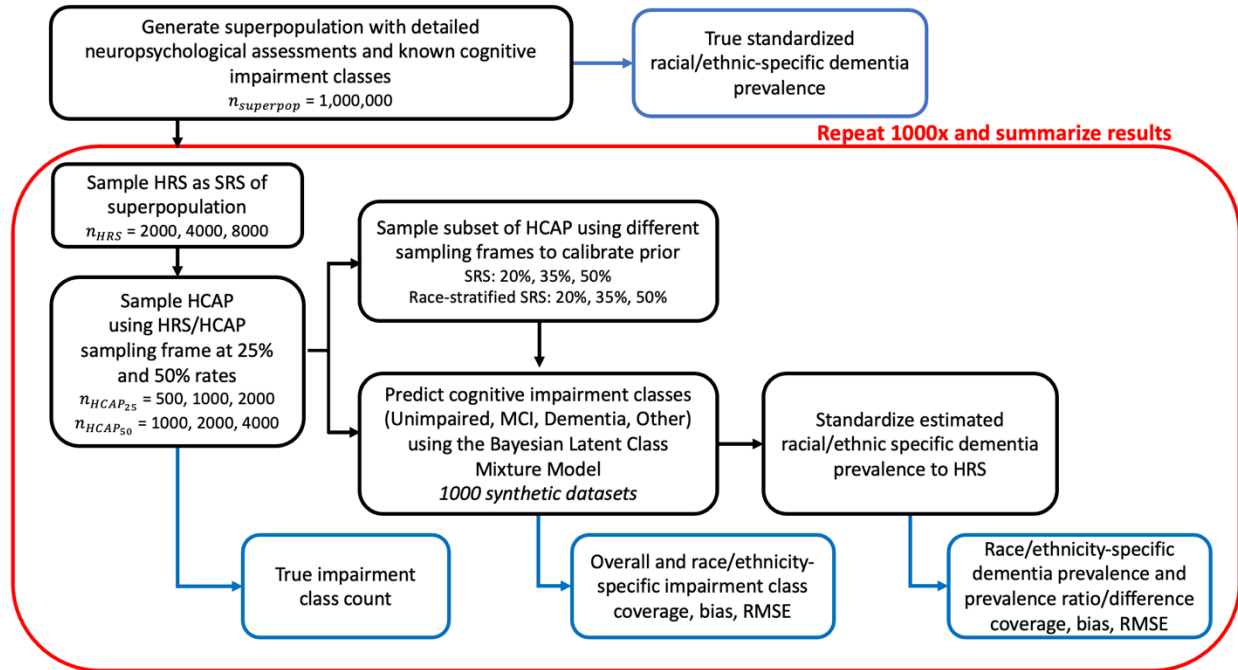 Generate superpopulation with detailed
neuropsychological assessments and known cognitive
impairment classes
n_superpop = 1,000,000
True standardized
racial/ethnic-specific dementia
prevalence
Repeat 1000x and summarize results
Sample HRS as SRS of
superpopulation
n_HRS = 2000, 4000, 8000
Sample subset of HCAP using different
sampling frames to calibrate prior
SRS: 20%, 35%, 50%
Race-stratified SRS: 20%, 35%, 50%
Sample HCAP
using HRS/HCAP
sampling frame at 25%
and 50% rates
n_HCAP25 = 500, 1000, 2000
n_HCAP50 = 1000, 2000, 4000
Predict cognitive impairment classes
(Unimpaired, MCI, Dementia, Other)
using the Bayesian Latent Class
Mixture Model
1000 synthetic datasets
Standardize estimated
racial/ethnic specific dementia
prevalence to HRS
True impairment
class count
Overall and race/ethnicity-
specific impairment class
coverage, bias, RMSE
Race/ethnicity-specific
dementia prevalence and
prevalence ratio/difference
coverage, bias, RMSE